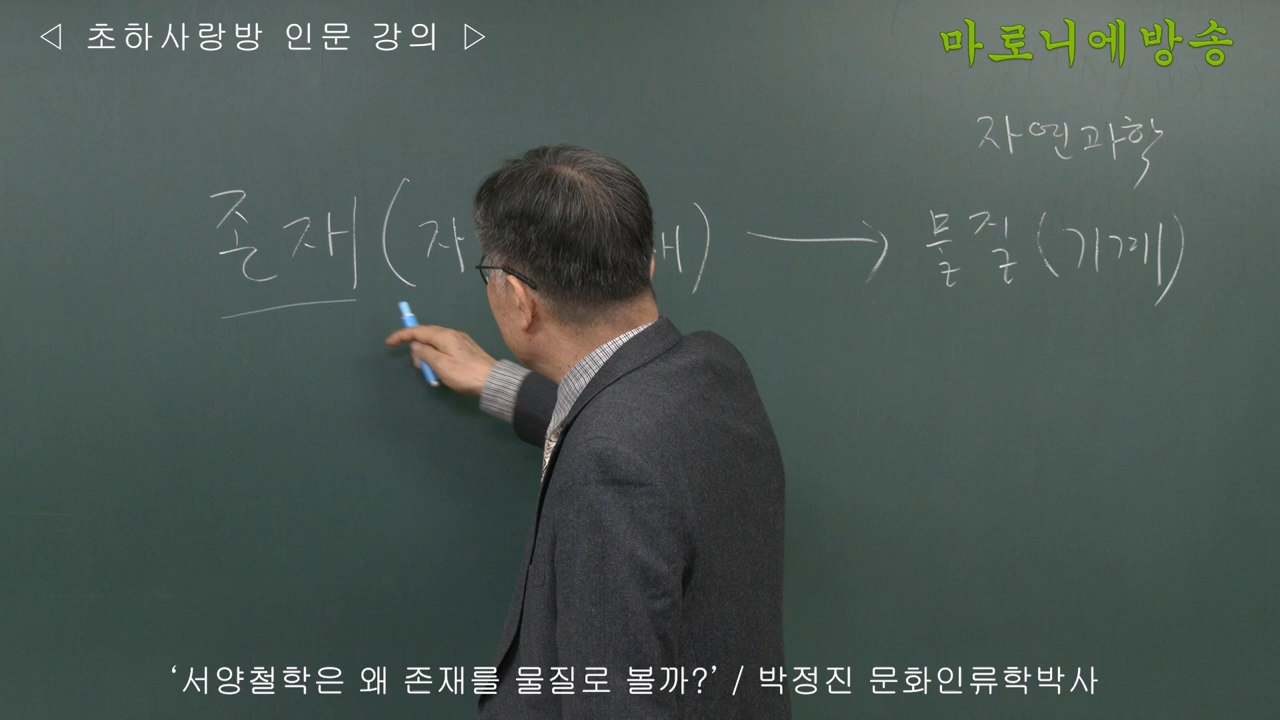 ◁ 초하사랑방 인문 강의 ▷
마로니에방송
자연과학
존재(자 ) → 물질(기계)
‘서양철학은 왜 존재를 물질로 볼까?’ / 박정진 문화인류학박사